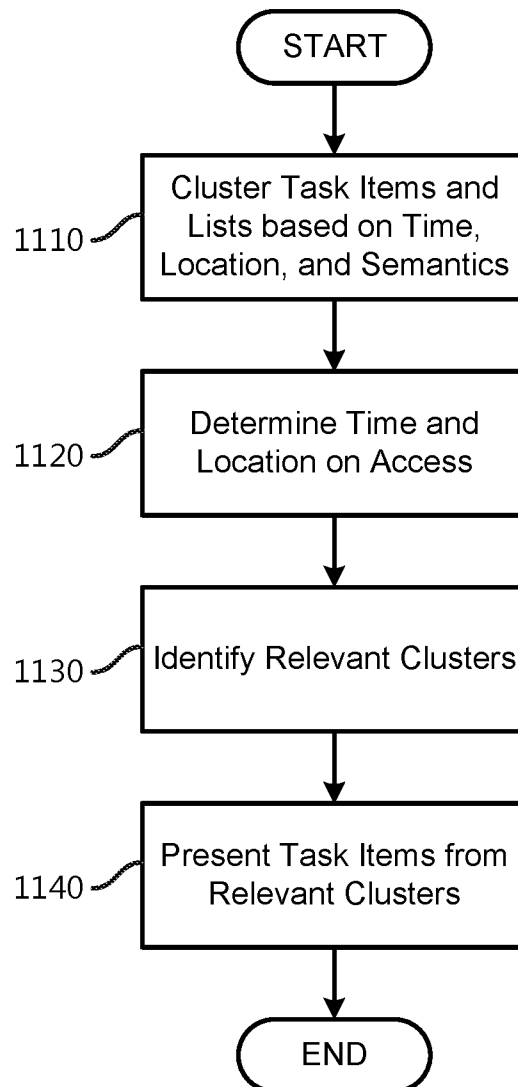 START
1110
Cluster Task Items and
Lists based on Time,
Location, and Semantics
1120
Determine Time and
Location on Access
1130
Identify Relevant Clusters
1140
Present Task Items from
Relevant Clusters
END